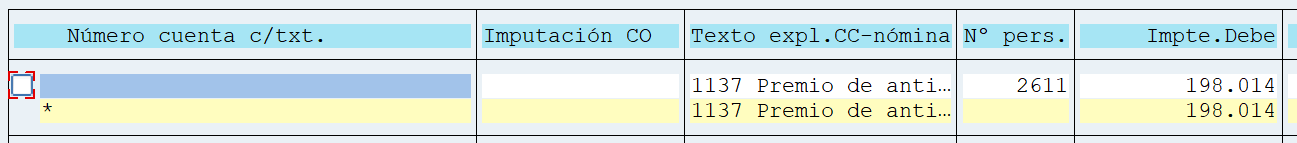 Número cuenta c/txt. Imputación CO Texto expl.CC-nómina Nº pers. Impte.Debe
1137 Premio de anti… 2611 198.014
* 1137 Premio de anti… 198.014